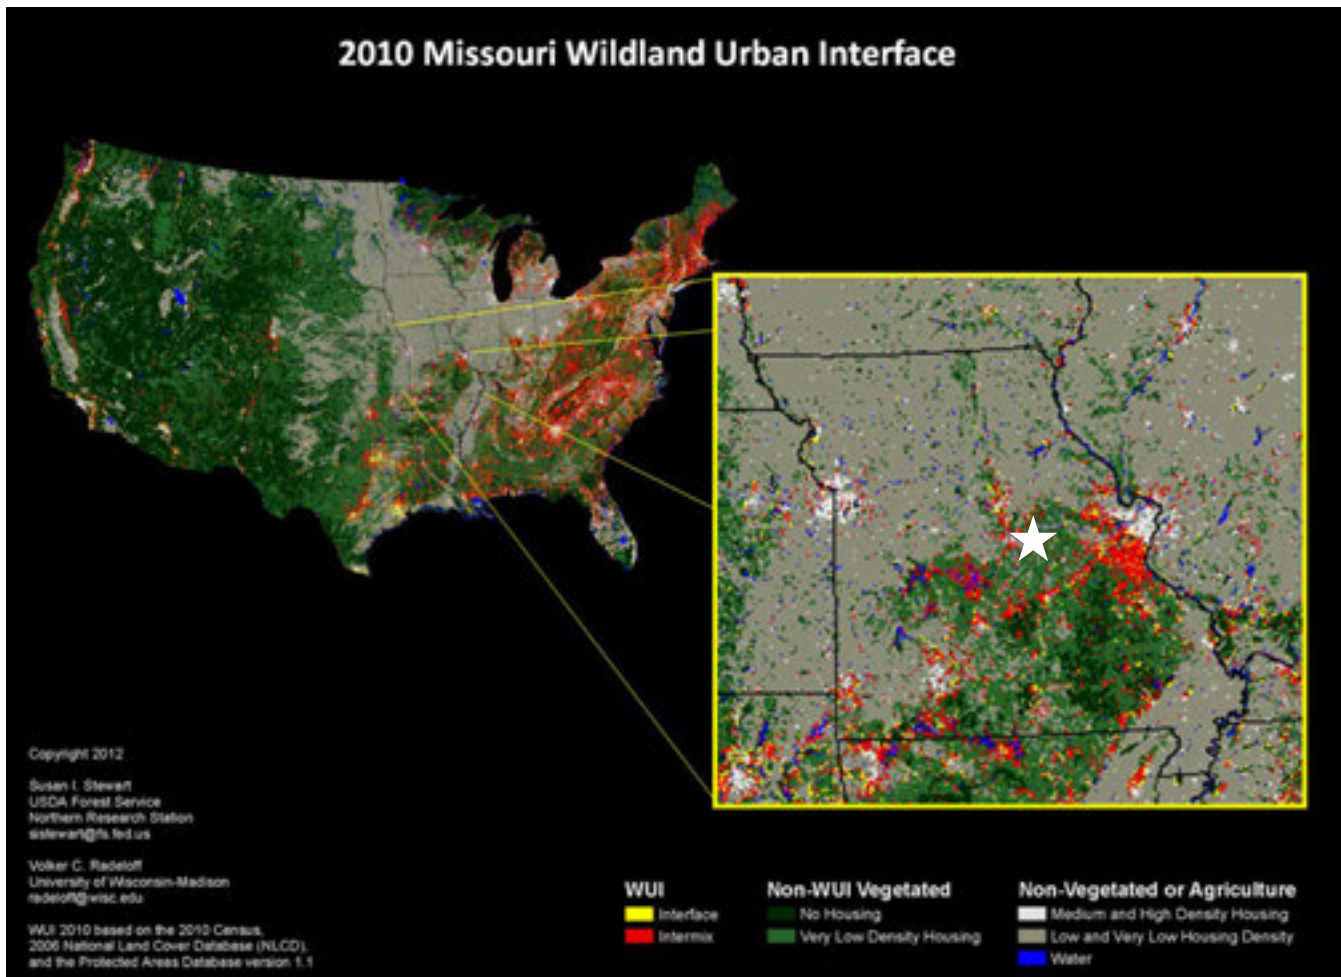 2010 Missouri Wildland Urban Interface
Copyright 2012
Susan I. Stewart
USDA Forest Service
Northern Research Station
sistewart@fs.fed.us
Volker C. Radeloff
University of Wisconsin-Madison
radeloff@wisc.edu
WUI 2010 based on the 2010 Census,
2006 National Land Cover Database (NLCD),
and the Protected Areas Database version 1.1
WUI
Interface
Intermix
Non-WUI Vegetated
No Housing
Very Low Density Housing
Non-Vegetated or Agriculture
Medium and High Density Housing
Low and Very Low Housing Density
Water